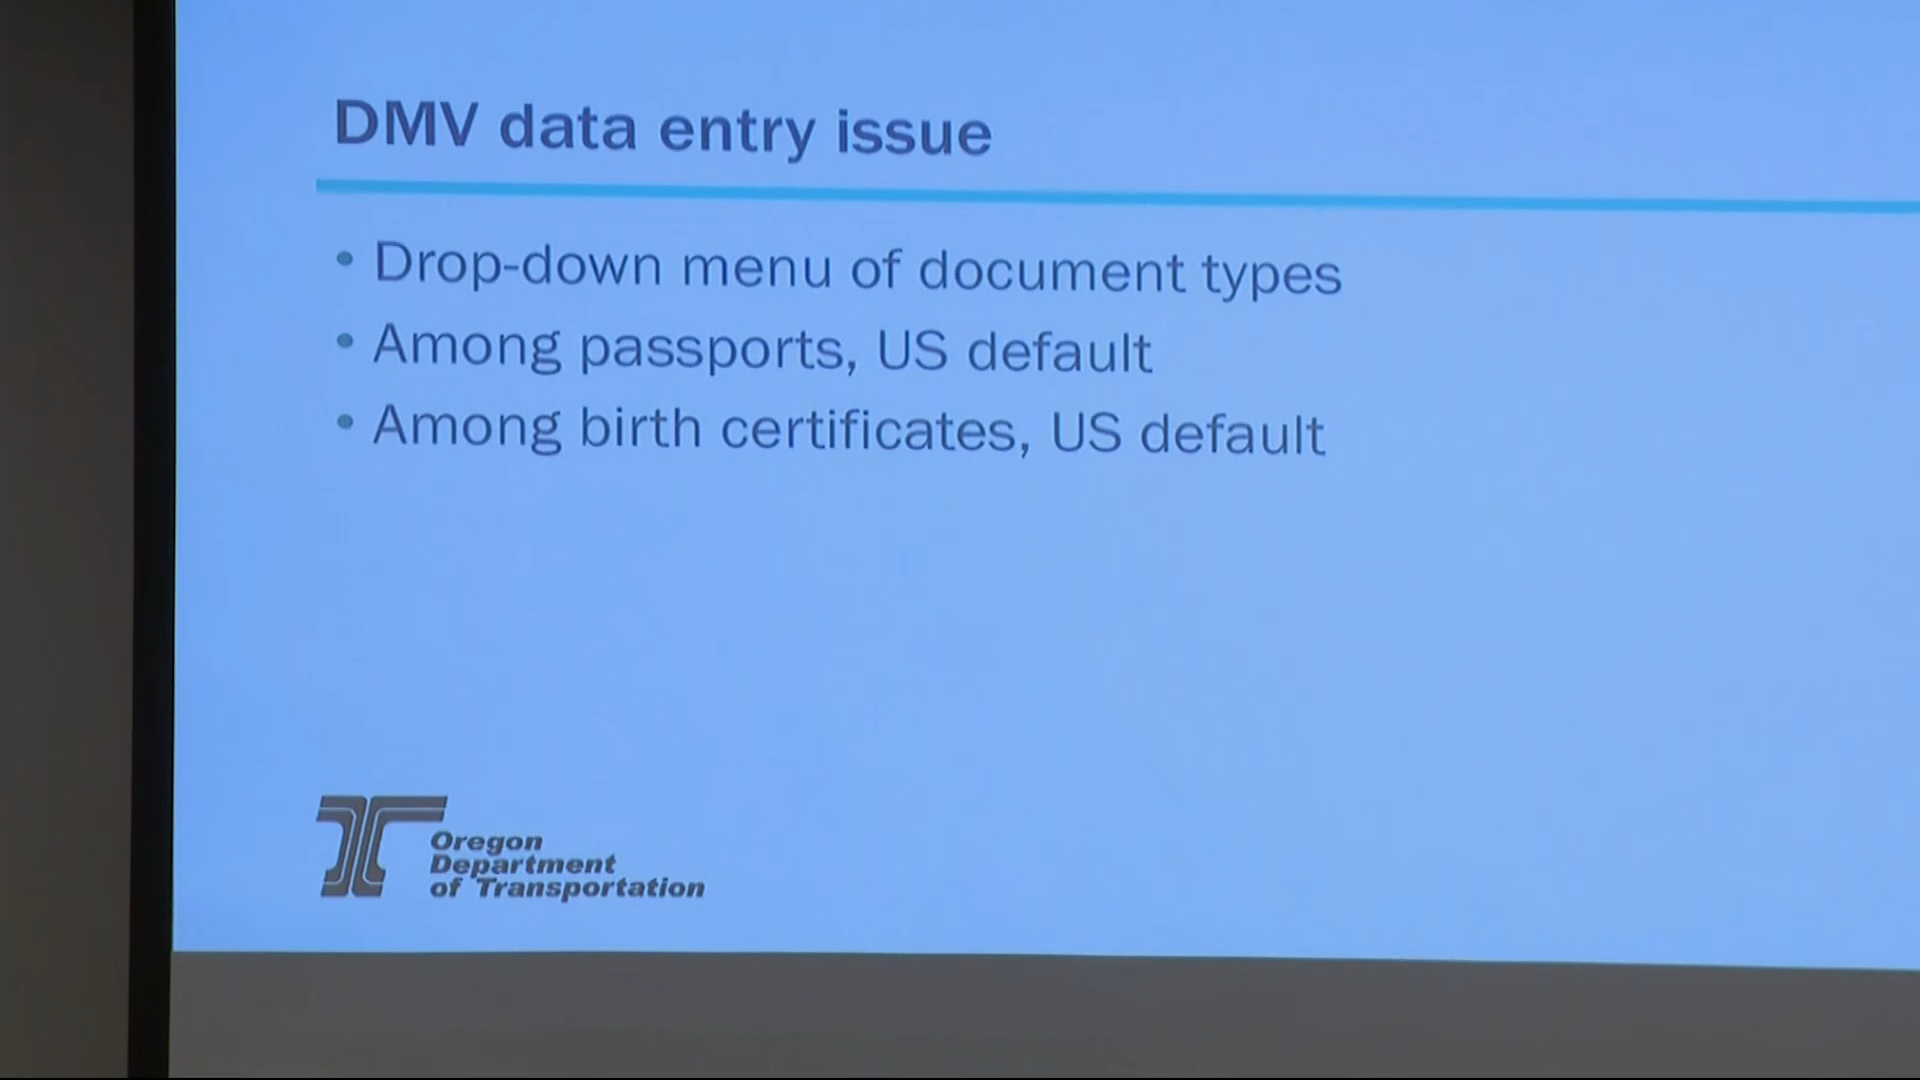 DMV data entry issue
• Drop-down menu of document types
• Among passports, US default
• Among birth certificates, US default
Oregon
Department
of Transportation